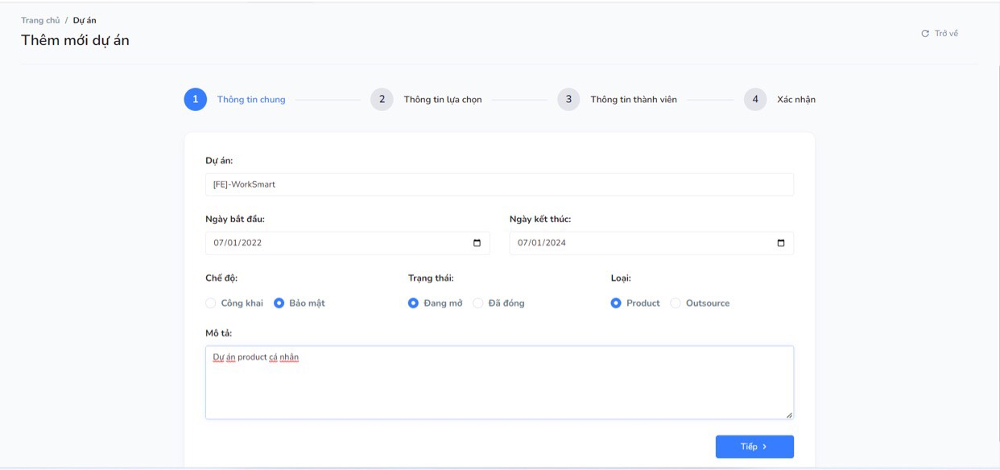 Trang chủ / Dự án
Thêm mới dự án
Trở về
1 Thông tin chung 2 Thông tin lựa chọn 3 Thông tin thành viên 4 Xác nhận
Dự án:
[FE]-WorkSmart
Ngày bắt đầu: Ngày kết thúc:
07/01/2022 07/01/2024
Chế độ: Trạng thái: Loại:
Công khai Bảo mật Đang mở Đã đóng Product Outsource
Mô tả:
Dự án product cá nhân
Tiếp